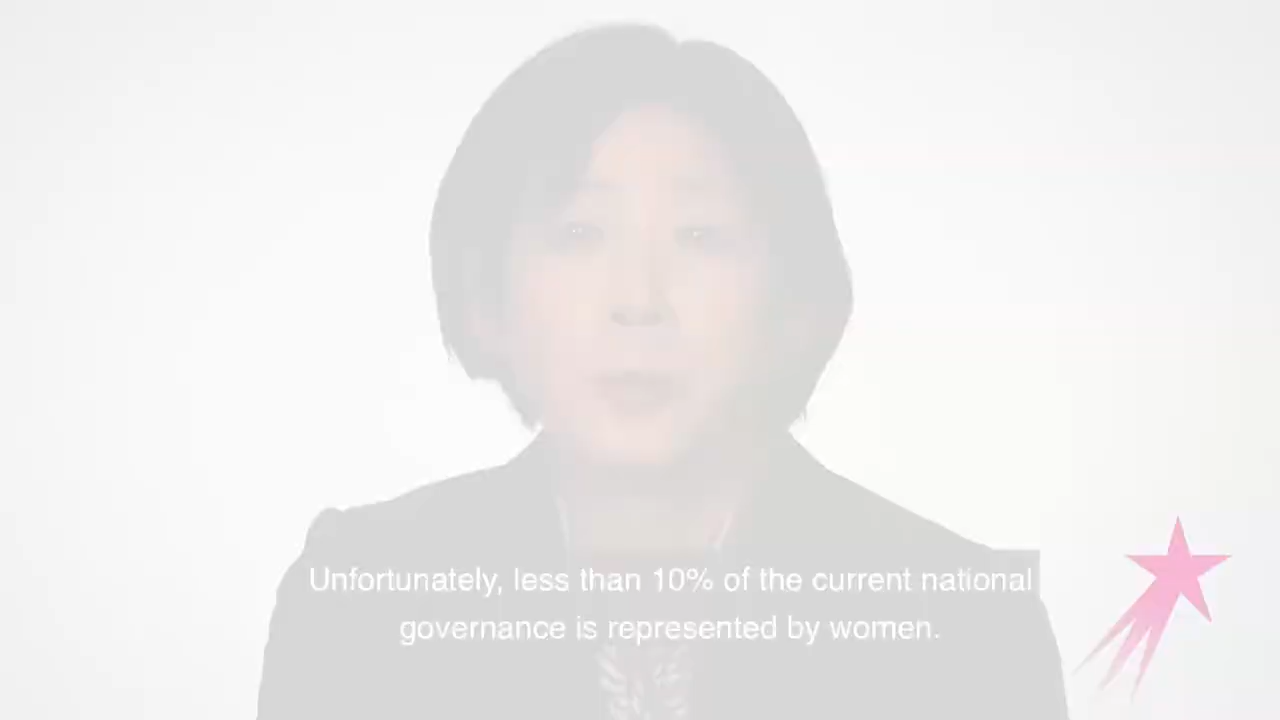 Unfortunately, less than 10% of the current national
governance is represented by women.